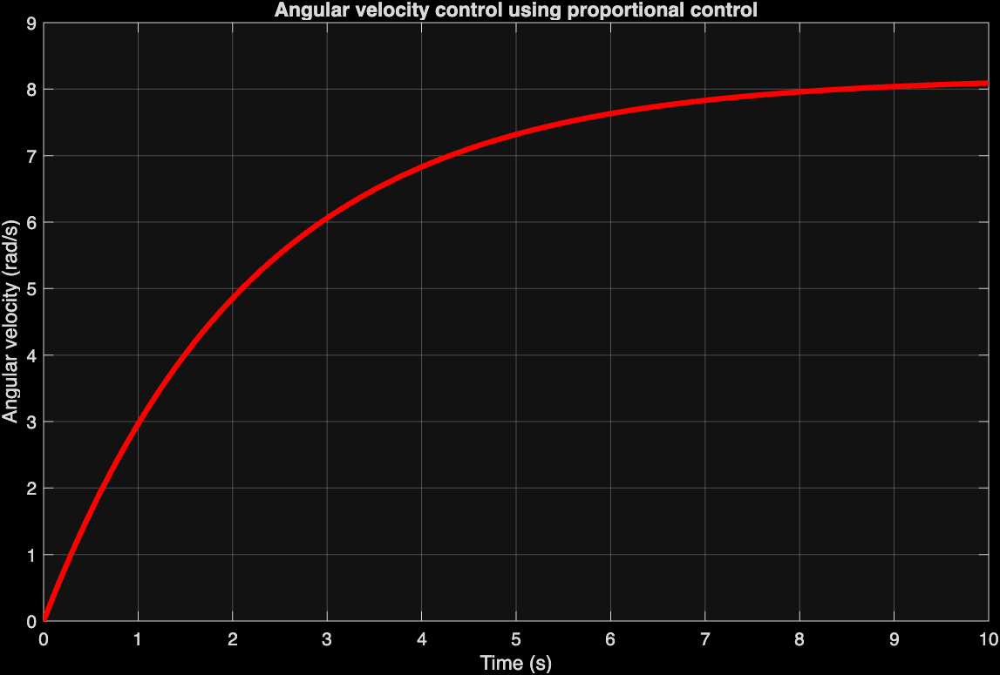 Angular velocity control using proportional control
9
8
7
6
5
4
3
2
1
0
Angular velocity (rad/s)
0 1 2 3 4 5 6 7 8 9 10
Time (s)